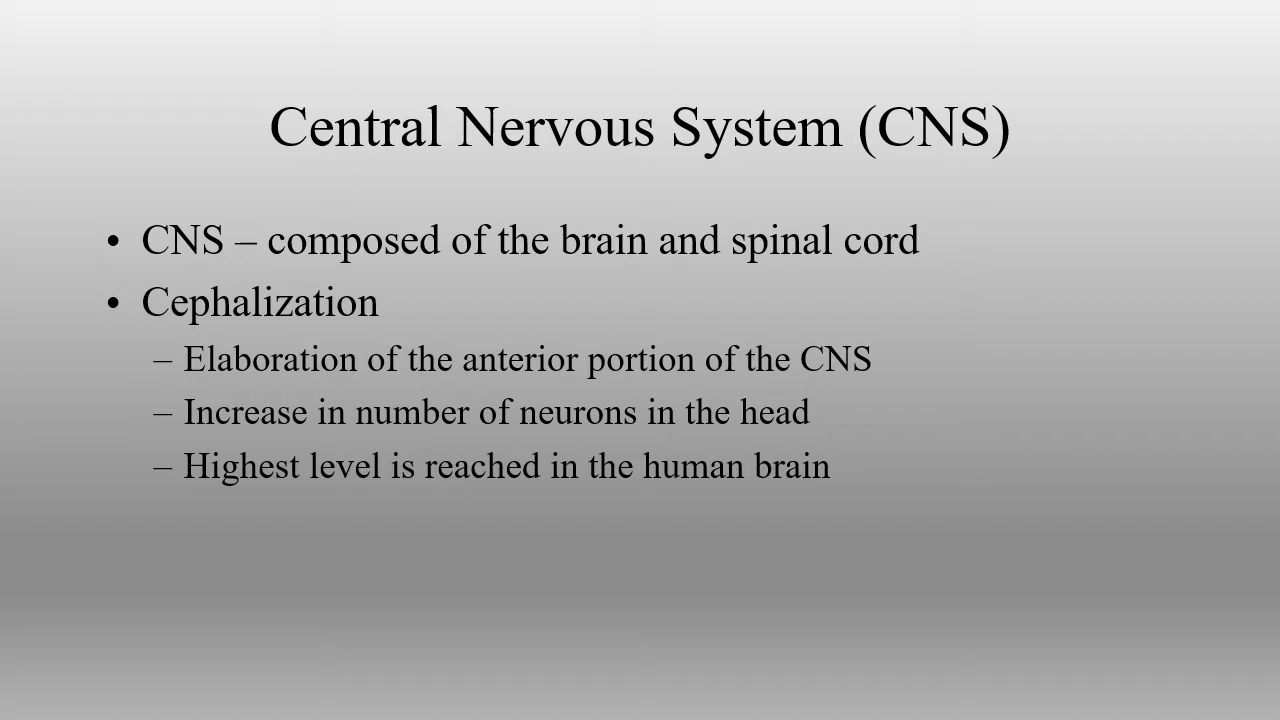 Central Nervous System (CNS)
• CNS – composed of the brain and spinal cord
• Cephalization
– Elaboration of the anterior portion of the CNS
– Increase in number of neurons in the head
– Highest level is reached in the human brain